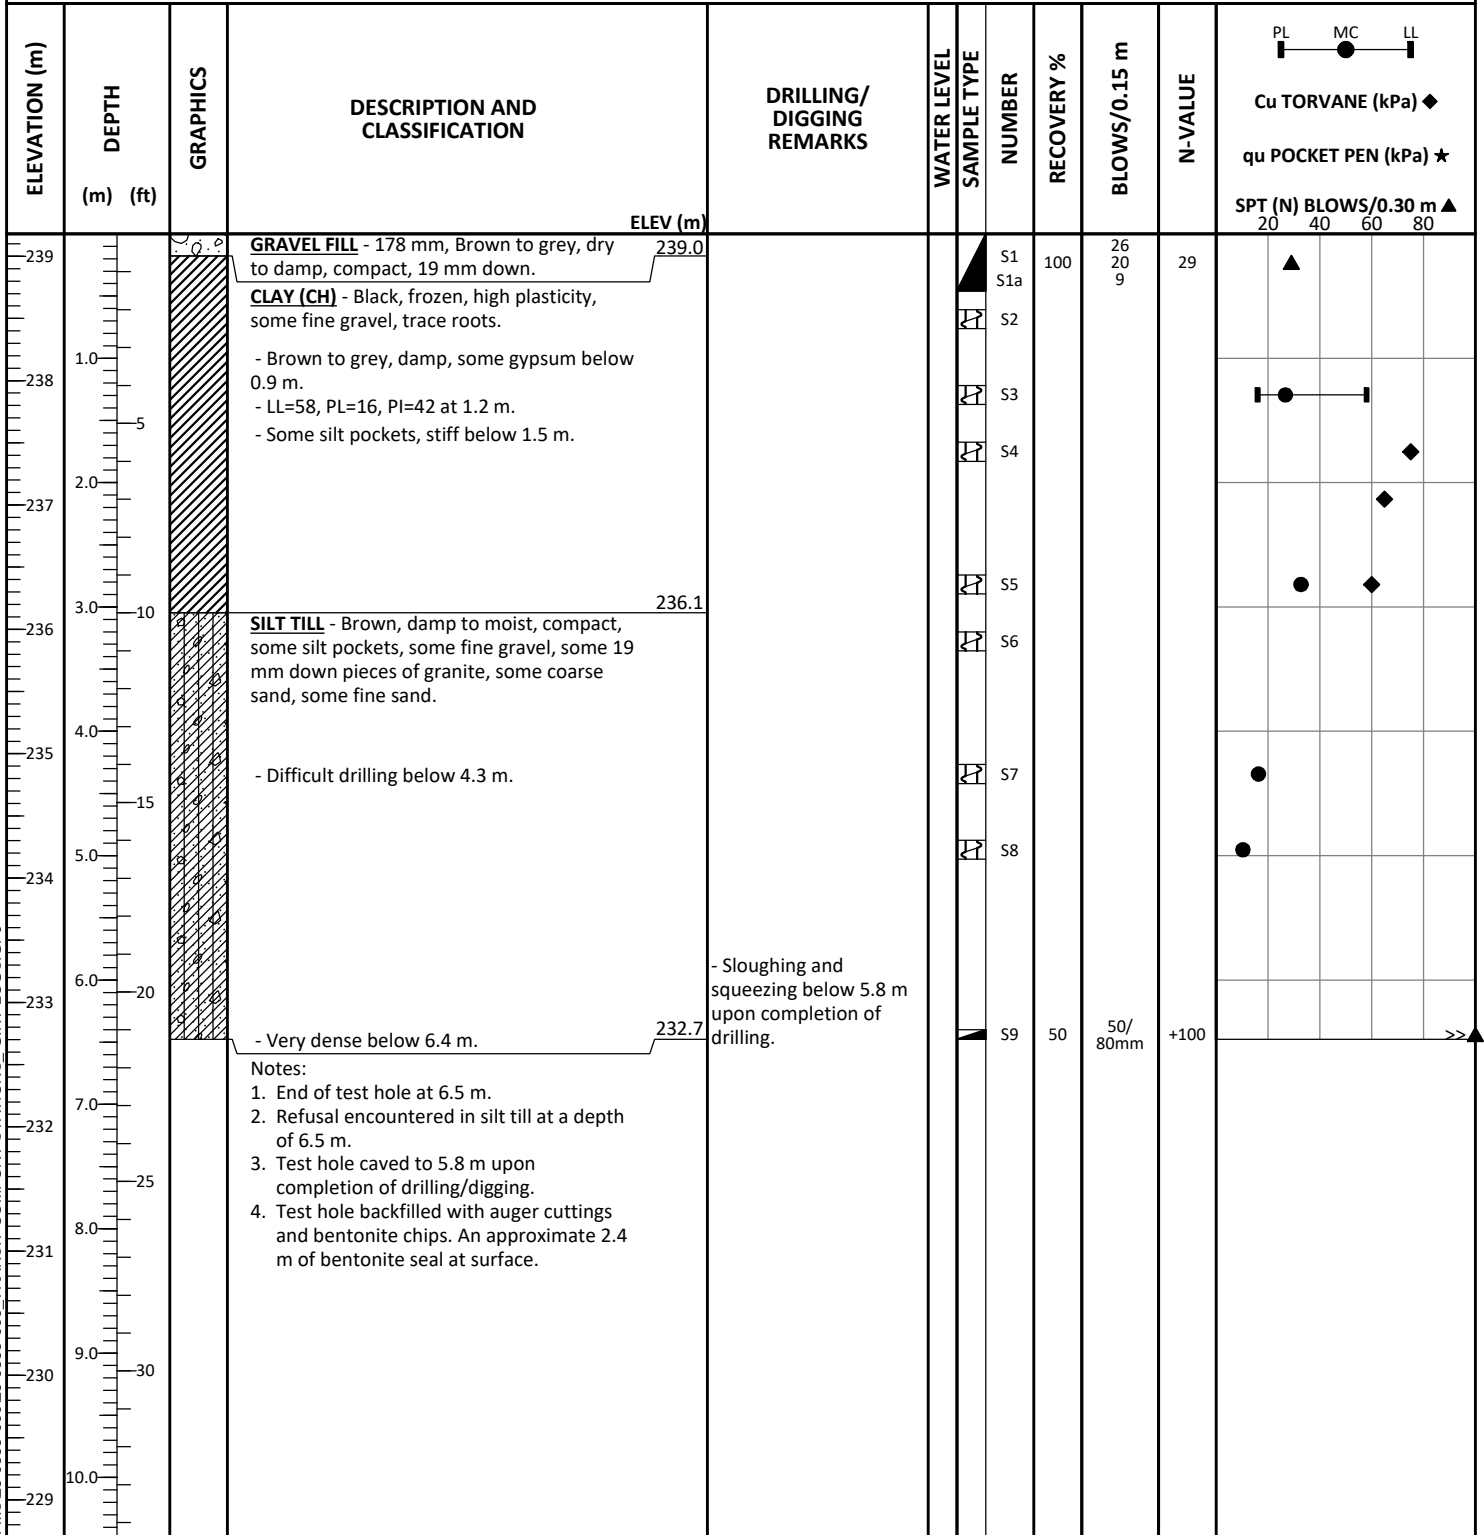 ELEVATION (m)
DEPTH
(m) (ft)
GRAPHICS
DESCRIPTION AND
CLASSIFICATION
ELEV (m)
DRILLING/
DIGGING
REMARKS
WATER LEVEL
SAMPLE TYPE
NUMBER
RECOVERY %
BLOWS/0.15 m
N-VALUE
PL MC LL
Cu TORVANE (kPa) ◆
qu POCKET PEN (kPa) ★
SPT (N) BLOWS/0.30 m ▲
20 40 60 80
239
238
237
236
235
234
233
232
231
230
229
1.0
2.0
3.0
4.0
5.0
6.0
7.0
8.0
9.0
10.0
5
10
15
20
25
30
GRAVEL FILL - 178 mm, Brown to grey, dry
239.0
to damp, compact, 19 mm down.
CLAY (CH) - Black, frozen, high plasticity,
some fine gravel, trace roots.
- Brown to grey, damp, some gypsum below
0.9 m.
- LL=58, PL=16, PI=42 at 1.2 m.
- Some silt pockets, stiff below 1.5 m.
236.1
SILT TILL - Brown, damp to moist, compact,
some silt pockets, some fine gravel, some 19
mm down pieces of granite, some coarse
sand, some fine sand.
- Difficult drilling below 4.3 m.
- Very dense below 6.4 m.
232.7
Notes:
1. End of test hole at 6.5 m.
2. Refusal encountered in silt till at a depth
of 6.5 m.
3. Test hole caved to 5.8 m upon
completion of drilling/digging.
4. Test hole backfilled with auger cuttings
and bentonite chips. An approximate 2.4
m of bentonite seal at surface.
- Sloughing and
squeezing below 5.8 m
upon completion of
drilling.
S1
S1a
S2
S3
S4
S5
S6
S7
S8
S9
100
50
26
20
9
50/
80mm
29
+100
>>